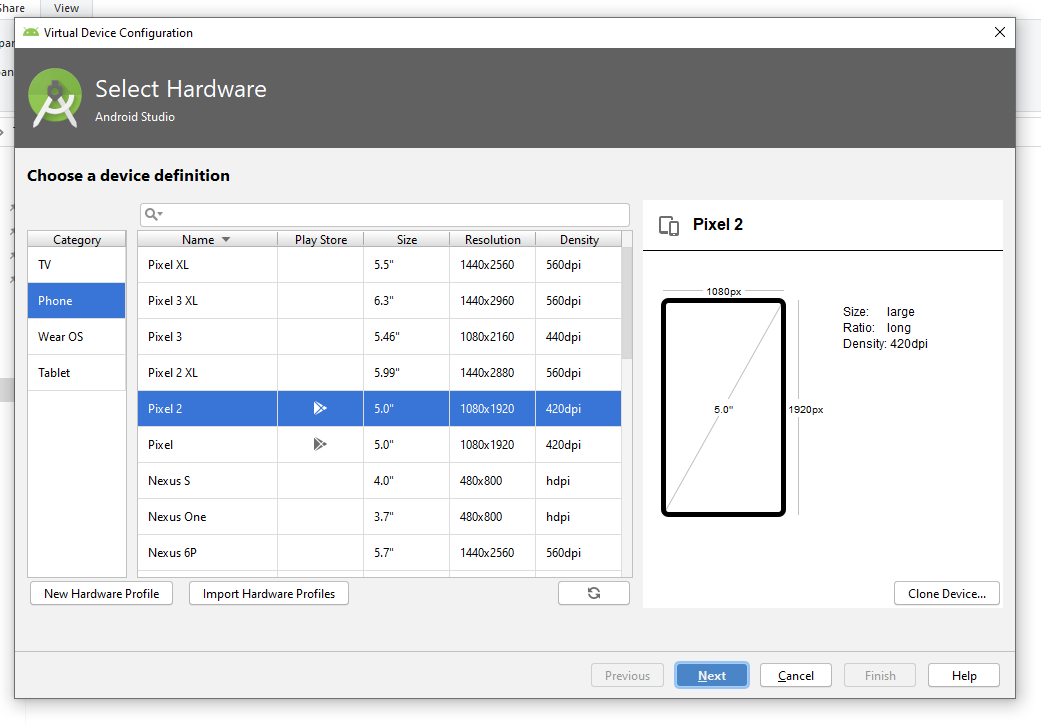 Share View
Virtual Device Configuration
Select Hardware
Android Studio
Choose a device definition
Category
TV
Phone
Wear OS
Tablet
Name Play Store Size Resolution Density
Pixel XL 5.5" 1440x2560 560dpi
Pixel 3 XL 6.3" 1440x2960 560dpi
Pixel 3 5.46" 1080x2160 440dpi
Pixel 2 XL 5.99" 1440x2880 560dpi
Pixel 2 5.0" 1080x1920 420dpi
Pixel 5.0" 1080x1920 420dpi
Nexus S 4.0" 480x800 hdpi
Nexus One 3.7" 480x800 hdpi
Nexus 6P 5.7" 1440x2560 560dpi
New Hardware Profile Import Hardware Profiles
Pixel 2
1080px
5.0"
1920px
Size: large
Ratio: long
Density: 420dpi
Clone Device...
Previous Next Cancel Finish Help